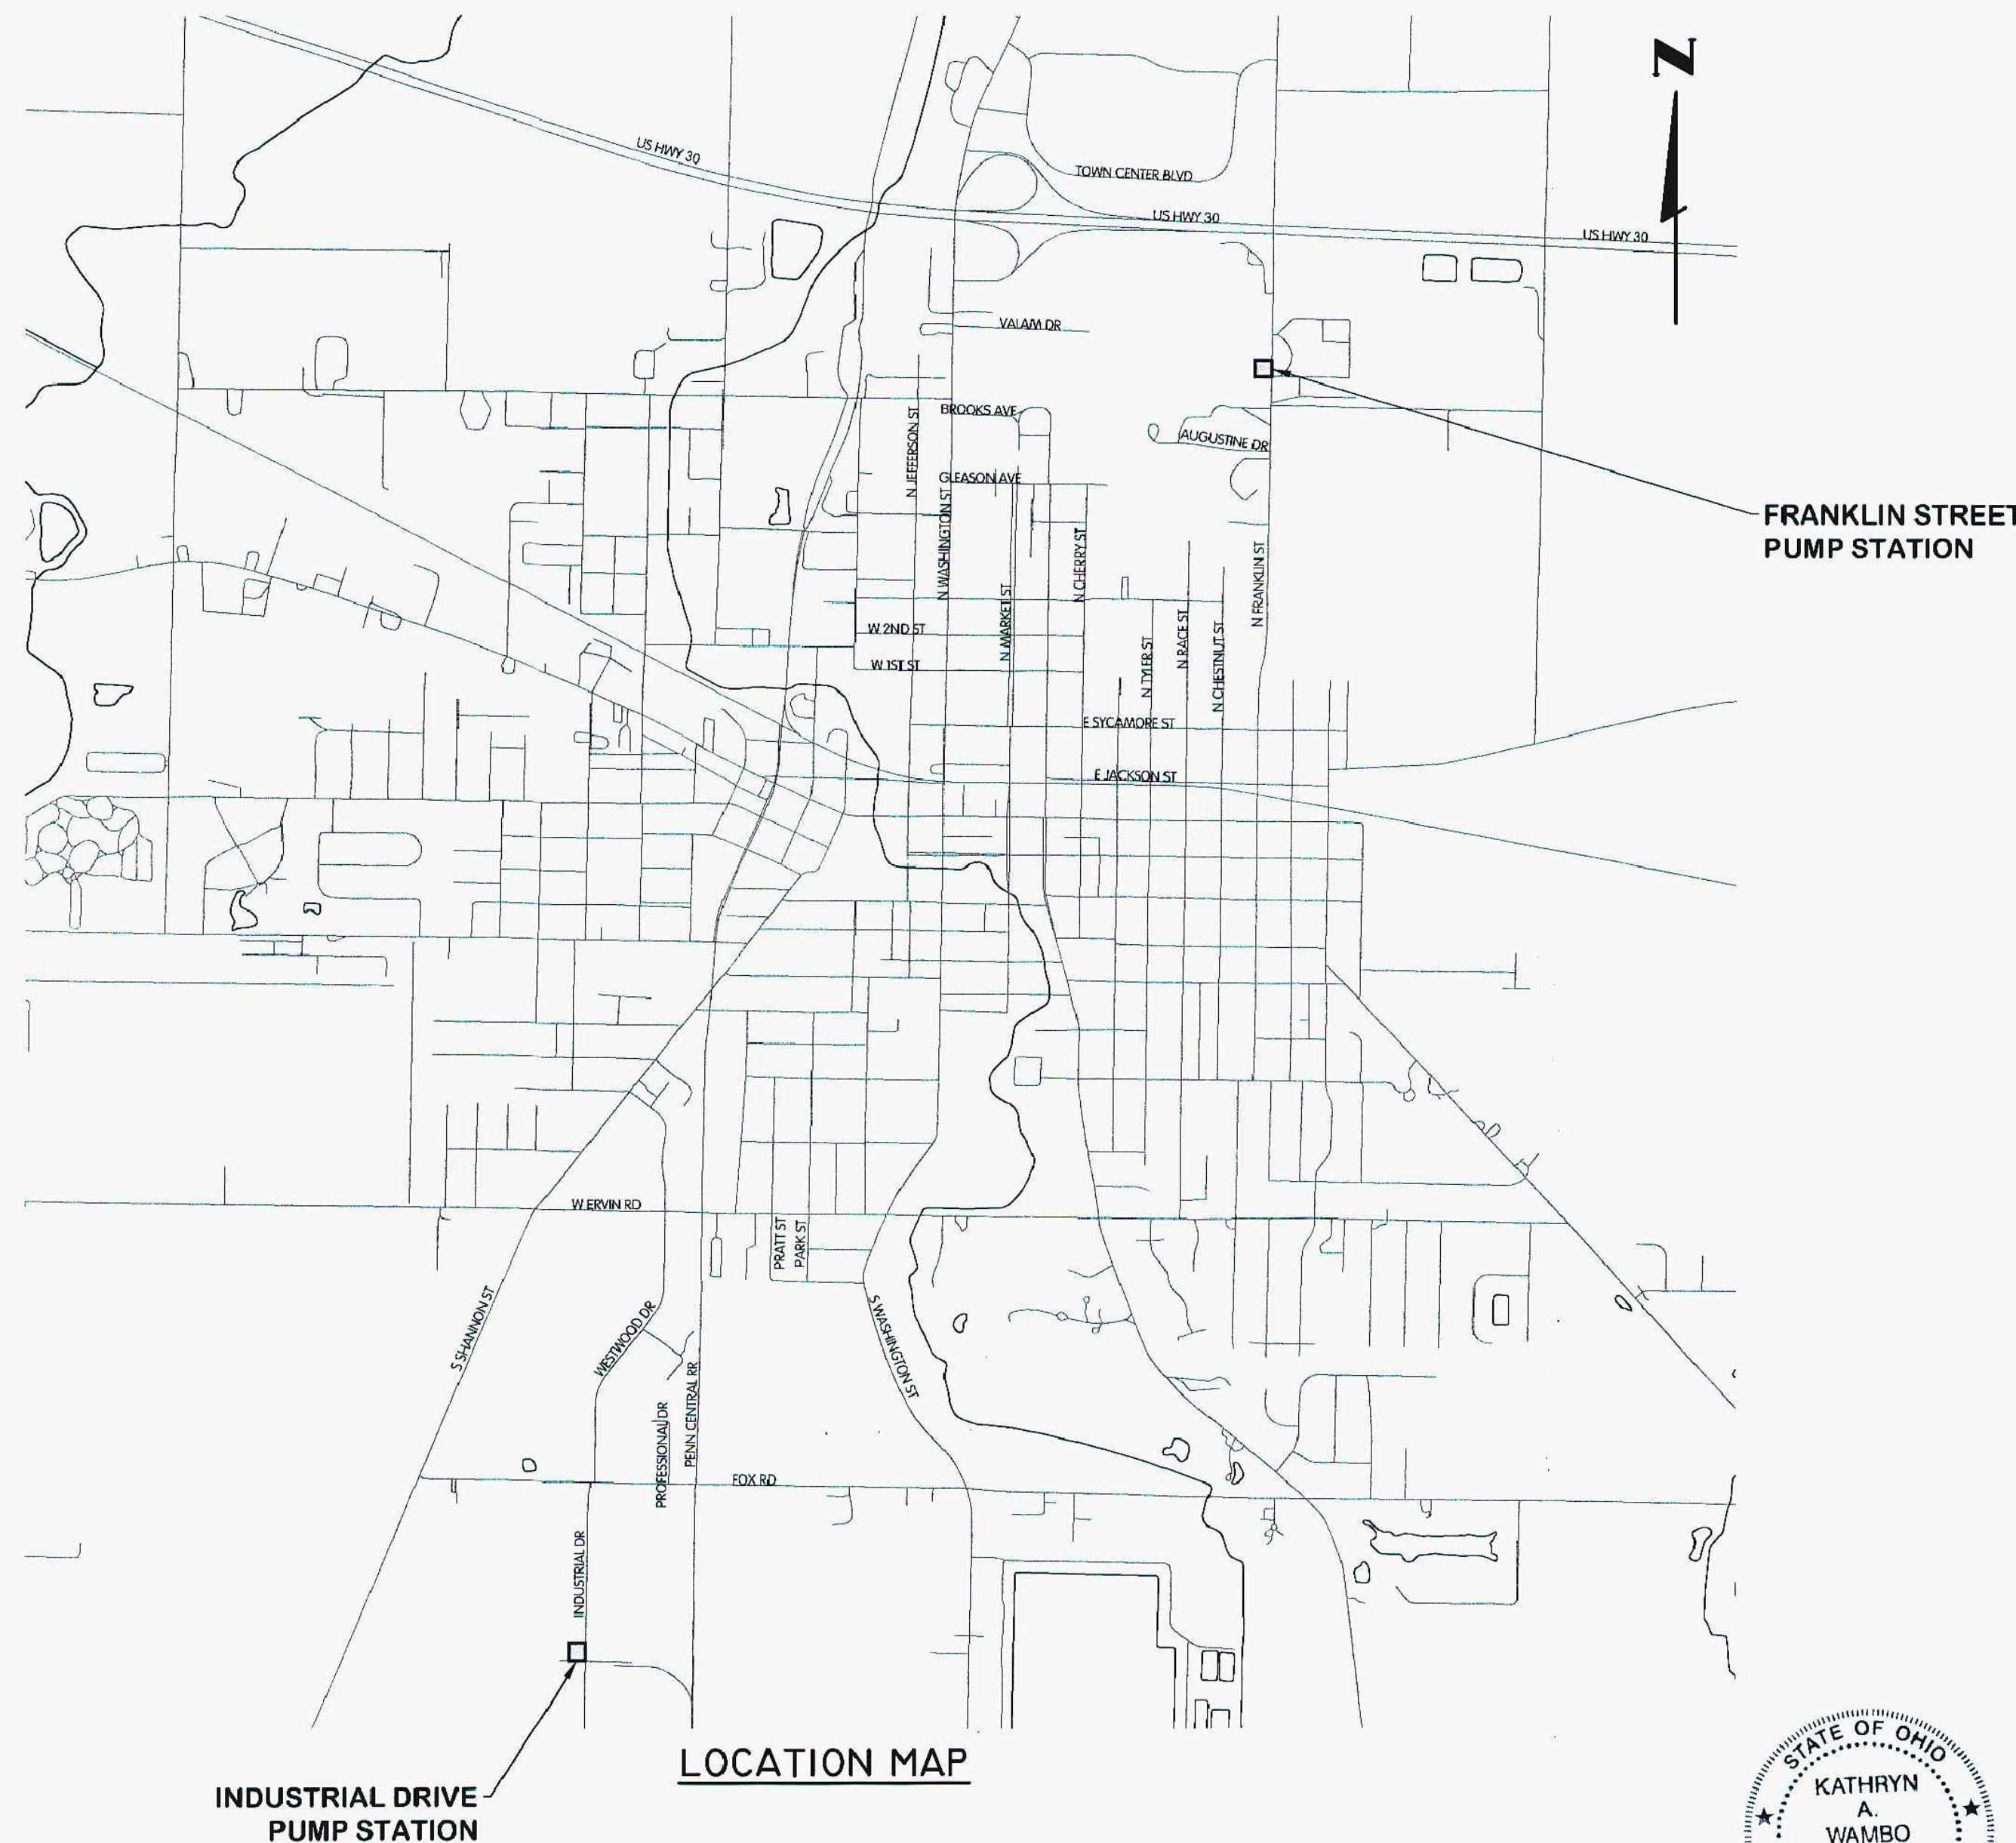 N
US HWY 30
TOWN CENTER BLVD
US HWY 30
US HWY 30
VALAM DR
BROOKS AVE
N JEFFERSON ST
AUGUSTINE DR
GLEASON AVE
N WASHINGTON ST
FRANKLIN STREET
PUMP STATION
N CHERRY ST
N FRANKLIN ST
N MARKET ST
W 2ND ST
N RACE ST
N TYLER ST
N CHESTNUT ST
W 1ST ST
E SYCAMORE ST
E JACKSON ST
W ERVIN RD
PRATT ST
PARK ST
S SHANNON ST
WESTWOOD DR
S WASHINGTON ST
PENN CENTRAL RR
PROFESSIONAL DR
FOX RD
INDUSTRIAL DR
LOCATION MAP
INDUSTRIAL DRIVE
PUMP STATION
STATE OF OHIO
KATHRYN
A.
WAMBO